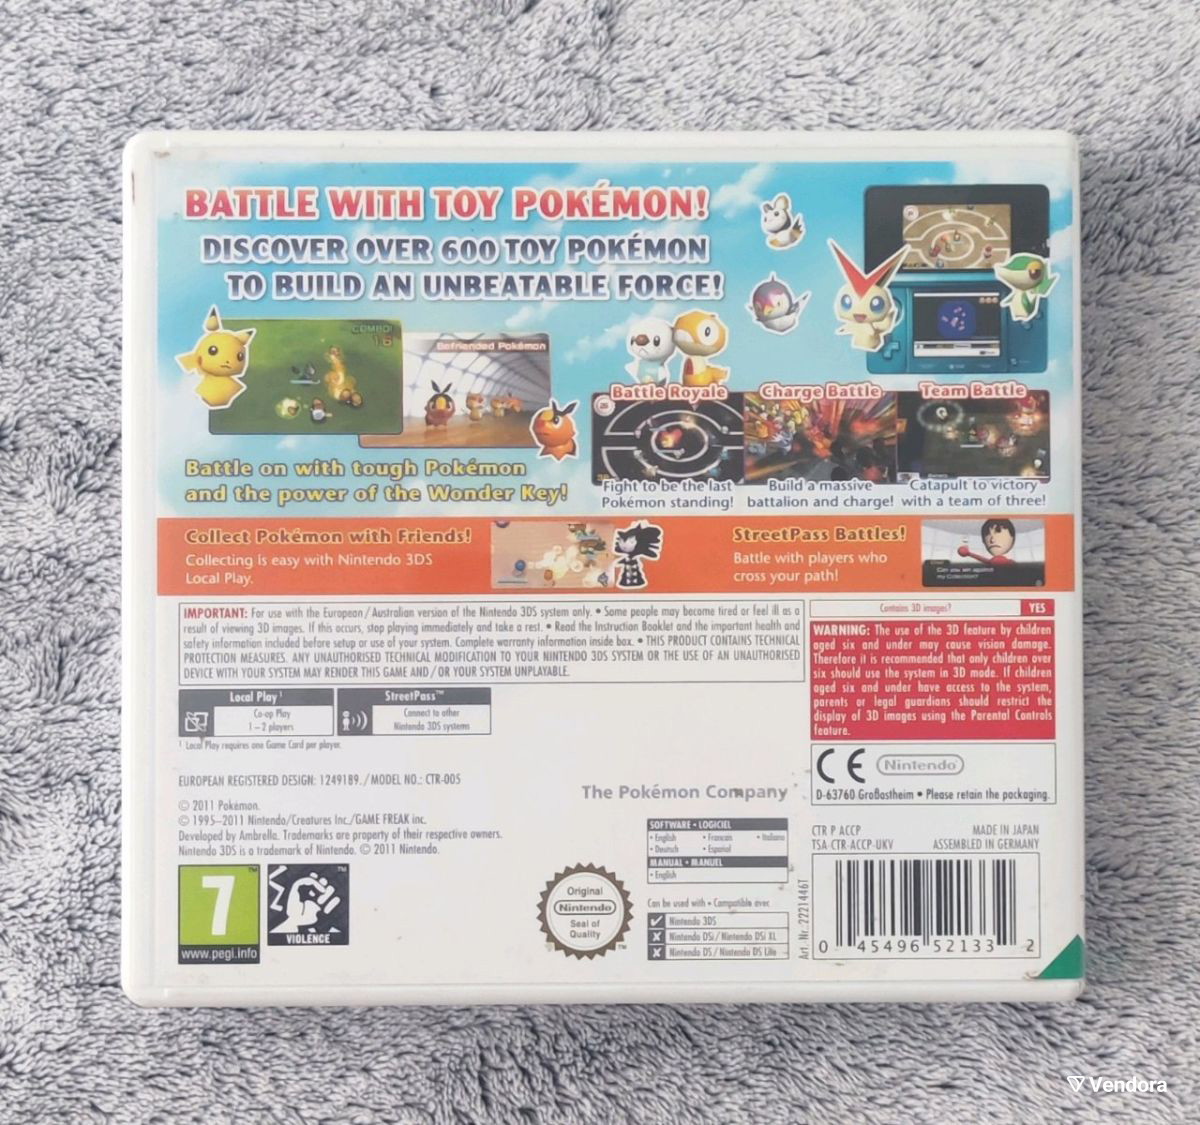 BATTLE WITH TOY POKÉMON!
DISCOVER OVER 600 TOY POKÉMON
TO BUILD AN UNBEATABLE FORCE!
COMBO!
1.6
Befriended Pokémon
Battle on with tough Pokémon
and the power of the Wonder Key!
Battle Royale
Fight to be the last
Pokémon standing!
Charge Battle
Build a massive
battalion and charge!
Team Battle
Catapult to victory
with a team of three!
Collect Pokémon with Friends!
Collecting is easy with Nintendo 3DS
Local Play.
StreetPass Battles!
Battle with players who
cross your path!
IMPORTANT: For use with the European/Australian version of the Nintendo 3DS system only. • Some people may become tired or feel ill as a
result of viewing 3D images. If this occurs, stop playing immediately and take a rest. • Read the Instruction Booklet and the important health and
safety information included before setup or use of your system. Complete warranty information inside box. • THIS PRODUCT CONTAINS TECHNICAL
PROTECTION MEASURES. ANY UNAUTHORISED TECHNICAL MODIFICATION TO YOUR NINTENDO 3DS SYSTEM OR THE USE OF AN UNAUTHORISED
DEVICE WITH YOUR SYSTEM MAY RENDER THIS GAME AND/OR YOUR SYSTEM UNPLAYABLE.
Contains 3D images? YES
WARNING: The use of the 3D feature by children
aged six and under may cause vision damage.
Therefore it is recommended that only children over
six should use the system in 3D mode. If children
aged six and under have access to the system,
parents or legal guardians should restrict the
display of 3D images using the Parental Controls
feature.
Local Play¹
Co-op Play
1–2 players
StreetPass™
Connect to other
Nintendo 3DS systems
¹ Local Play requires one Game Card per player.
CE Nintendo
D-63760 Großostheim • Please retain the packaging.
EUROPEAN REGISTERED DESIGN: 1249189./MODEL NO.: CTR-005
© 2011 Pokémon.
© 1995–2011 Nintendo/Creatures Inc./GAME FREAK inc.
Developed by Ambrella. Trademarks are property of their respective owners.
Nintendo 3DS is a trademark of Nintendo. © 2011 Nintendo.
The Pokémon Company
SOFTWARE • LOGICIEL
• English • Français • Italiano
• Deutsch • Español
MANUAL • MANUEL
• English
CTR P ACCP MADE IN JAPAN
TSA-CTR-ACCP-UKV ASSEMBLED IN GERMANY
7™
www.pegi.info
VIOLENCE
™
Original
Nintendo
Seal of
Quality
™
Can be used with • Compatible avec
Nintendo 3DS
Nintendo DSi/Nintendo DSi XL
Nintendo DS/Nintendo DS Lite
Art. Nr.: 2221446T
0 45496 52133 2
Vendora